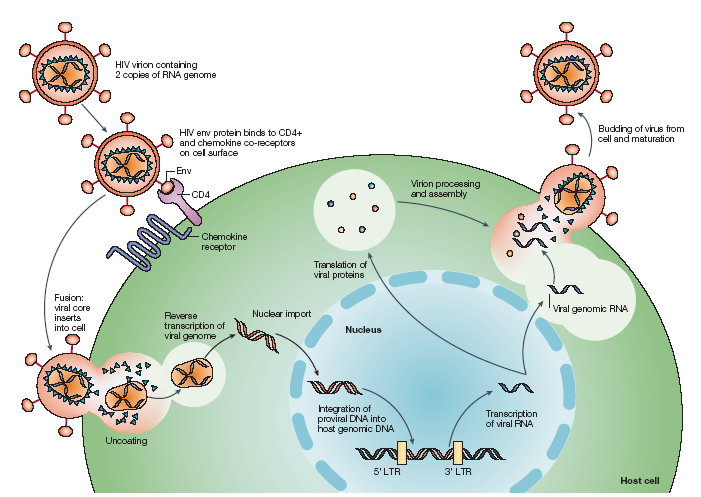 HIV virion containing
2 copies of RNA genome
HIV env protein binds to CD4+
and chemokine co-receptors
on cell surface
Env
CD4
Chemokine
receptor
Fusion:
viral core
inserts
into cell
Uncoating
Reverse
transcription of
viral genome
Nuclear import
Nucleus
Integration of
proviral DNA into
host genomic DNA
5' LTR
3' LTR
Transcription
of viral RNA
Translation of
viral proteins
Virion processing
and assembly
Viral genomic RNA
Budding of virus from
cell and maturation
Host cell